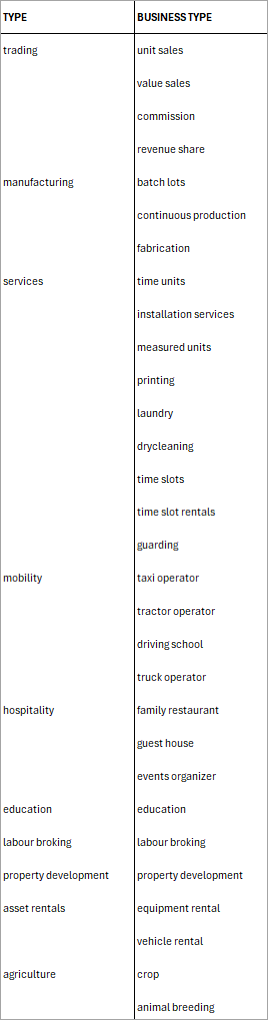 TYPE BUSINESS TYPE
trading unit sales
value sales
commission
revenue share
manufacturing batch lots
continuous production
fabrication
services time units
installation services
measured units
printing
laundry
drycleaning
time slots
time slot rentals
guarding
mobility taxi operator
tractor operator
driving school
truck operator
hospitality family restaurant
guest house
events organizer
education education
labour broking labour broking
property development property development
asset rentals equipment rental
vehicle rental
agriculture crop
animal breeding